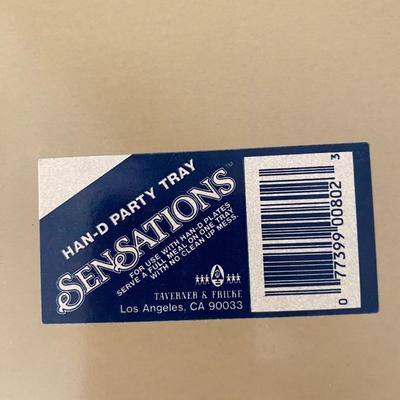 HAN-D PARTY TRAY
SENSATIONS™
FOR USE WITH HAN-D PLATES
SERVE A FULL MEAL ON ONE TRAY
WITH NO CLEAN UP MESS.
TAVERNER & FRICKE
Los Angeles, CA 90033
0 77399 00802 3